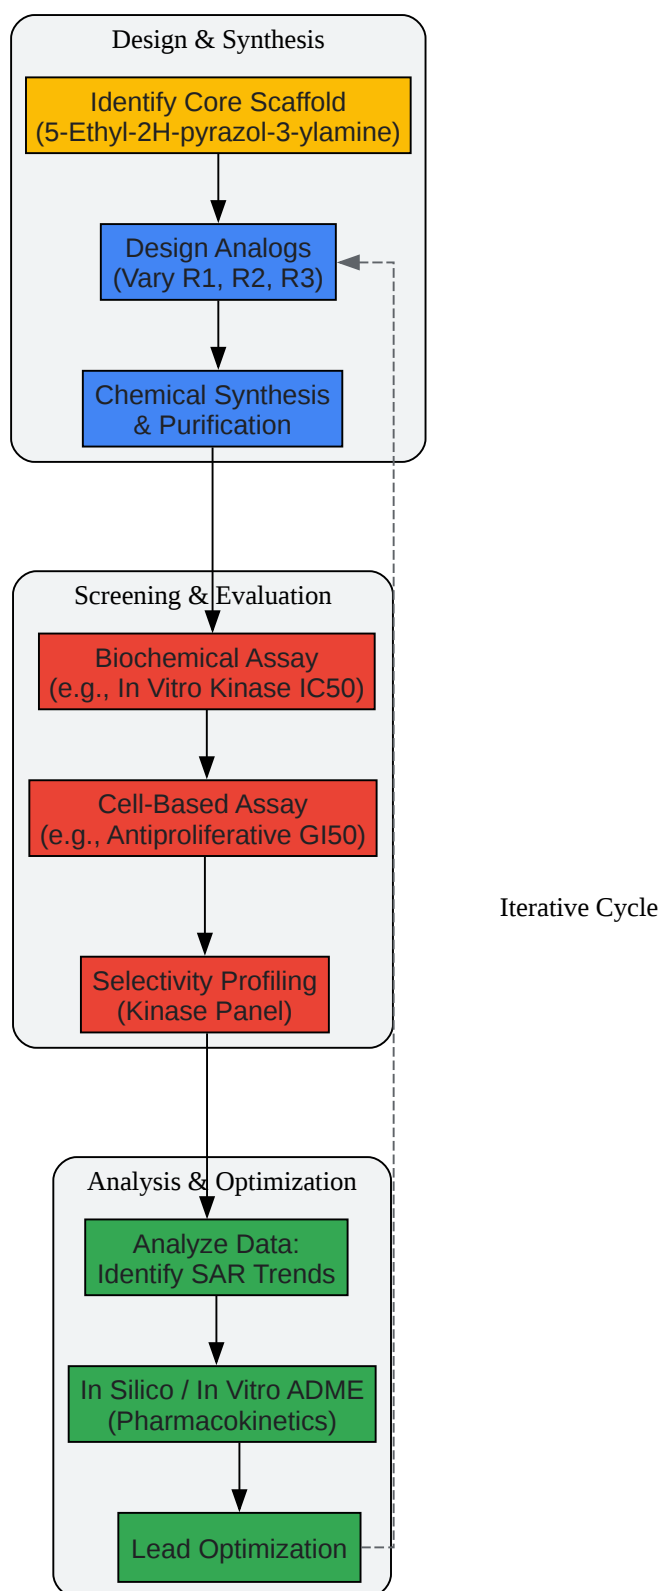 Design & Synthesis
Identify Core Scaffold
(5-Ethyl-2H-pyrazol-3-ylamine)
Design Analogs
(Vary R1, R2, R3)
Chemical Synthesis
& Purification
Screening & Evaluation
Biochemical Assay
(e.g., In Vitro Kinase IC50)
Cell-Based Assay
(e.g., Antiproliferative GI50)
Iterative Cycle
Selectivity Profiling
(Kinase Panel)
Analysis & Optimization
Analyze Data:
Identify SAR Trends
In Silico / In Vitro ADME
(Pharmacokinetics)
Lead Optimization